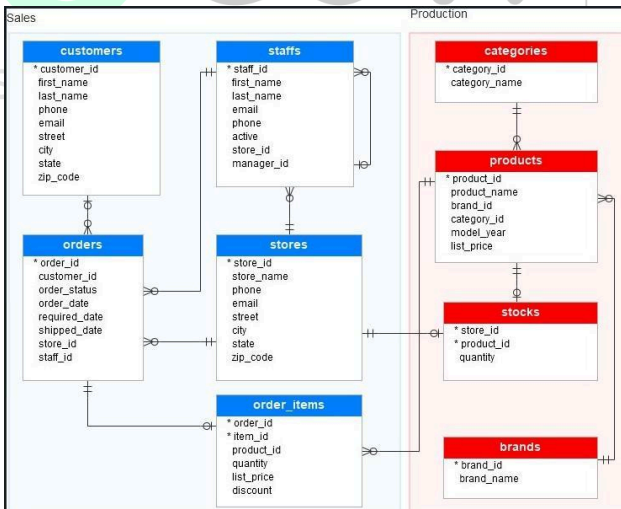 Sales
Production
customers
* customer_id
first_name
last_name
phone
email
street
city
state
zip_code
staffs
* staff_id
first_name
last_name
email
phone
active
store_id
manager_id
categories
* category_id
category_name
products
* product_id
product_name
brand_id
category_id
model_year
list_price
orders
* order_id
customer_id
order_status
order_date
required_date
shipped_date
store_id
staff_id
stores
* store_id
store_name
phone
email
street
city
state
zip_code
stocks
* store_id
* product_id
quantity
order_items
* order_id
* item_id
product_id
quantity
list_price
discount
brands
* brand_id
brand_name